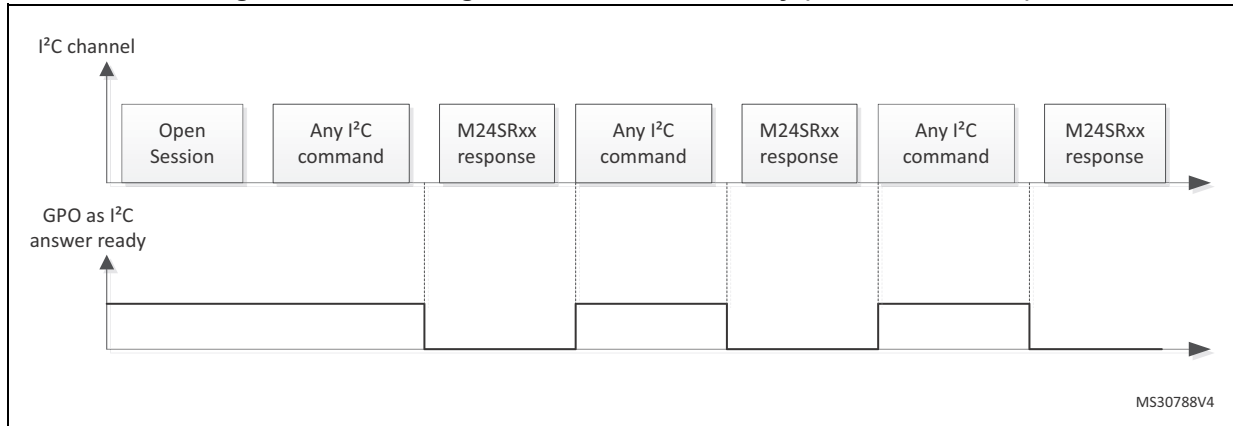 I²C channel
Open
Session
Any I²C
command
M24SRxx
response
Any I²C
command
M24SRxx
response
Any I²C
command
M24SRxx
response
GPO as I²C
answer ready
MS30788V4